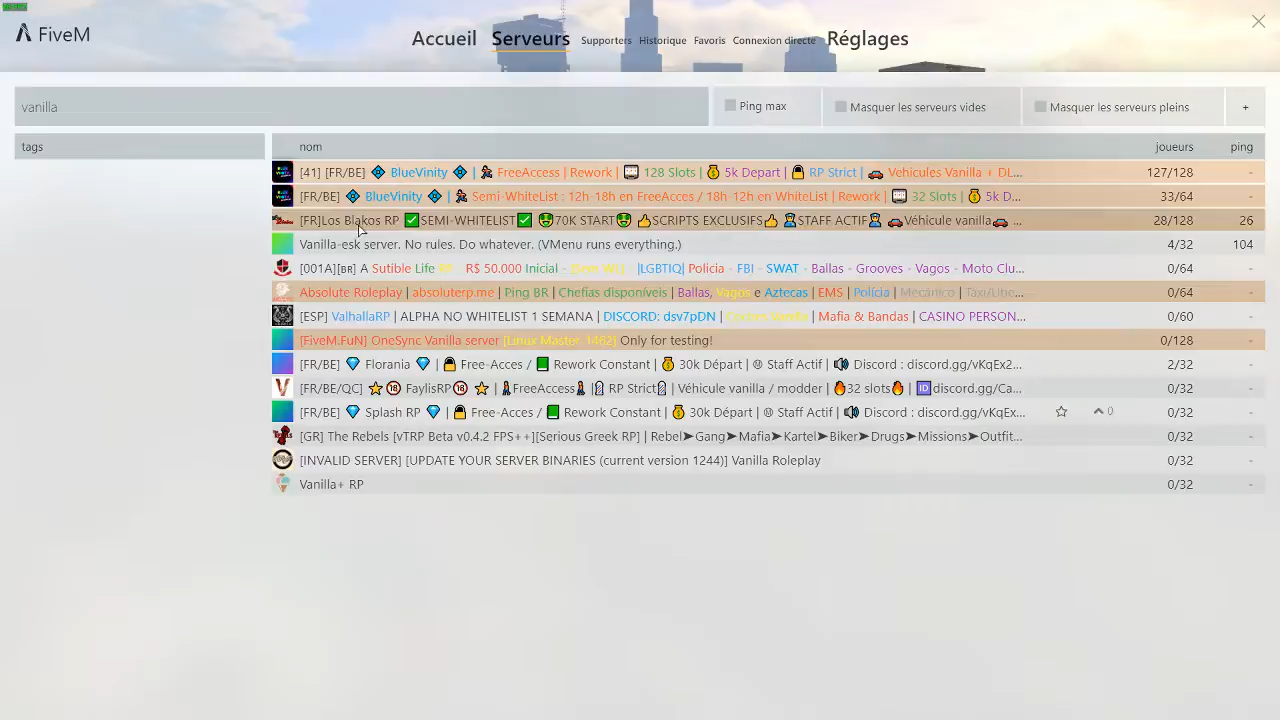 FiveM
Accueil Serveurs Supporters Historique Favoris Connexion directe Réglages
vanilla Ping max Masquer les serveurs vides Masquer les serveurs pleins +
tags nom joueurs ping
[41] [FR/BE] 💠 BlueVinity 💠 | FreeAccess | Rework | 128 Slots | 💰 5k Depart | 🔒 RP Strict | 🚗 Vehicules Vanilla + DL... 127/128 -
[FR/BE] 💠 BlueVinity 💠 | Semi-WhiteList : 12h-18h en FreeAcces / 18h-12h en WhiteList | Rework | 32 Slots | 💰 5k D... 33/64 -
[FR]Los Blakos RP ✅SEMI-WHITELIST✅ 🤑70K START🤑 👍SCRIPTS EXCLUSIFS👍 STAFF ACTIF Véhicule vanilla🚗 ... 28/128 26
Vanilla-esk server. No rules. Do whatever. (VMenu runs everything.) 4/32 104
[001A][BR] A Sutible Life RP R$ 50.000 Inicial - |LGBTIQ| Policia - FBI - SWAT - Ballas - Grooves - Vagos - Moto Clu... 0/64 -
Absolute Roleplay | absoluterp.me | Ping BR | Chefias disponíveis | Ballas, Vagos e Aztecas | EMS | Polícia | Mecânico | Taxi/Uber... 0/64 -
[ESP] ValhallaRP | ALPHA NO WHITELIST 1 SEMANA | DISCORD: dsv7pDN | Coches Vanilla | Mafia & Bandas | CASINO PERSON... 0/60 -
[FiveM.FuN] OneSync Vanilla server [Linux Master 1462] Only for testing! 0/128 -
[FR/BE] 💎 Florania 💎 | 🔒 Free-Acces / 📗 Rework Constant | 💰 30k Départ | ® Staff Actif | 🔊 Discord : discord.gg/vKqEx2... 2/32 -
[FR/BE/QC] ⭐🔞 FaylisRP🔞 ⭐ | FreeAccess | RP Strict | Véhicule vanilla / modder | 🔥32 slots🔥 | 🆔discord.gg/Ca... 0/32 -
[FR/BE] 💎 Splash RP 💎 | 🔒 Free-Acces / 📗 Rework Constant | 💰 30k Départ | ® Staff Actif | 🔊 Discord : discord.gg/vKqEx... 0 0/32 -
[GR] The Rebels [vTRP Beta v0.4.2 FPS++][Serious Greek RP] | Rebel➤Gang➤Mafia➤Kartel➤Biker➤Drugs➤Missions➤Outfit... 0/32 -
[INVALID SERVER] [UPDATE YOUR SERVER BINARIES (current version 1244)] Vanilla Roleplay 0/32 -
Vanilla+ RP 0/32 -